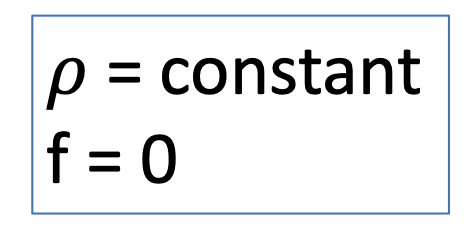 𝜌 = constant
f = 0